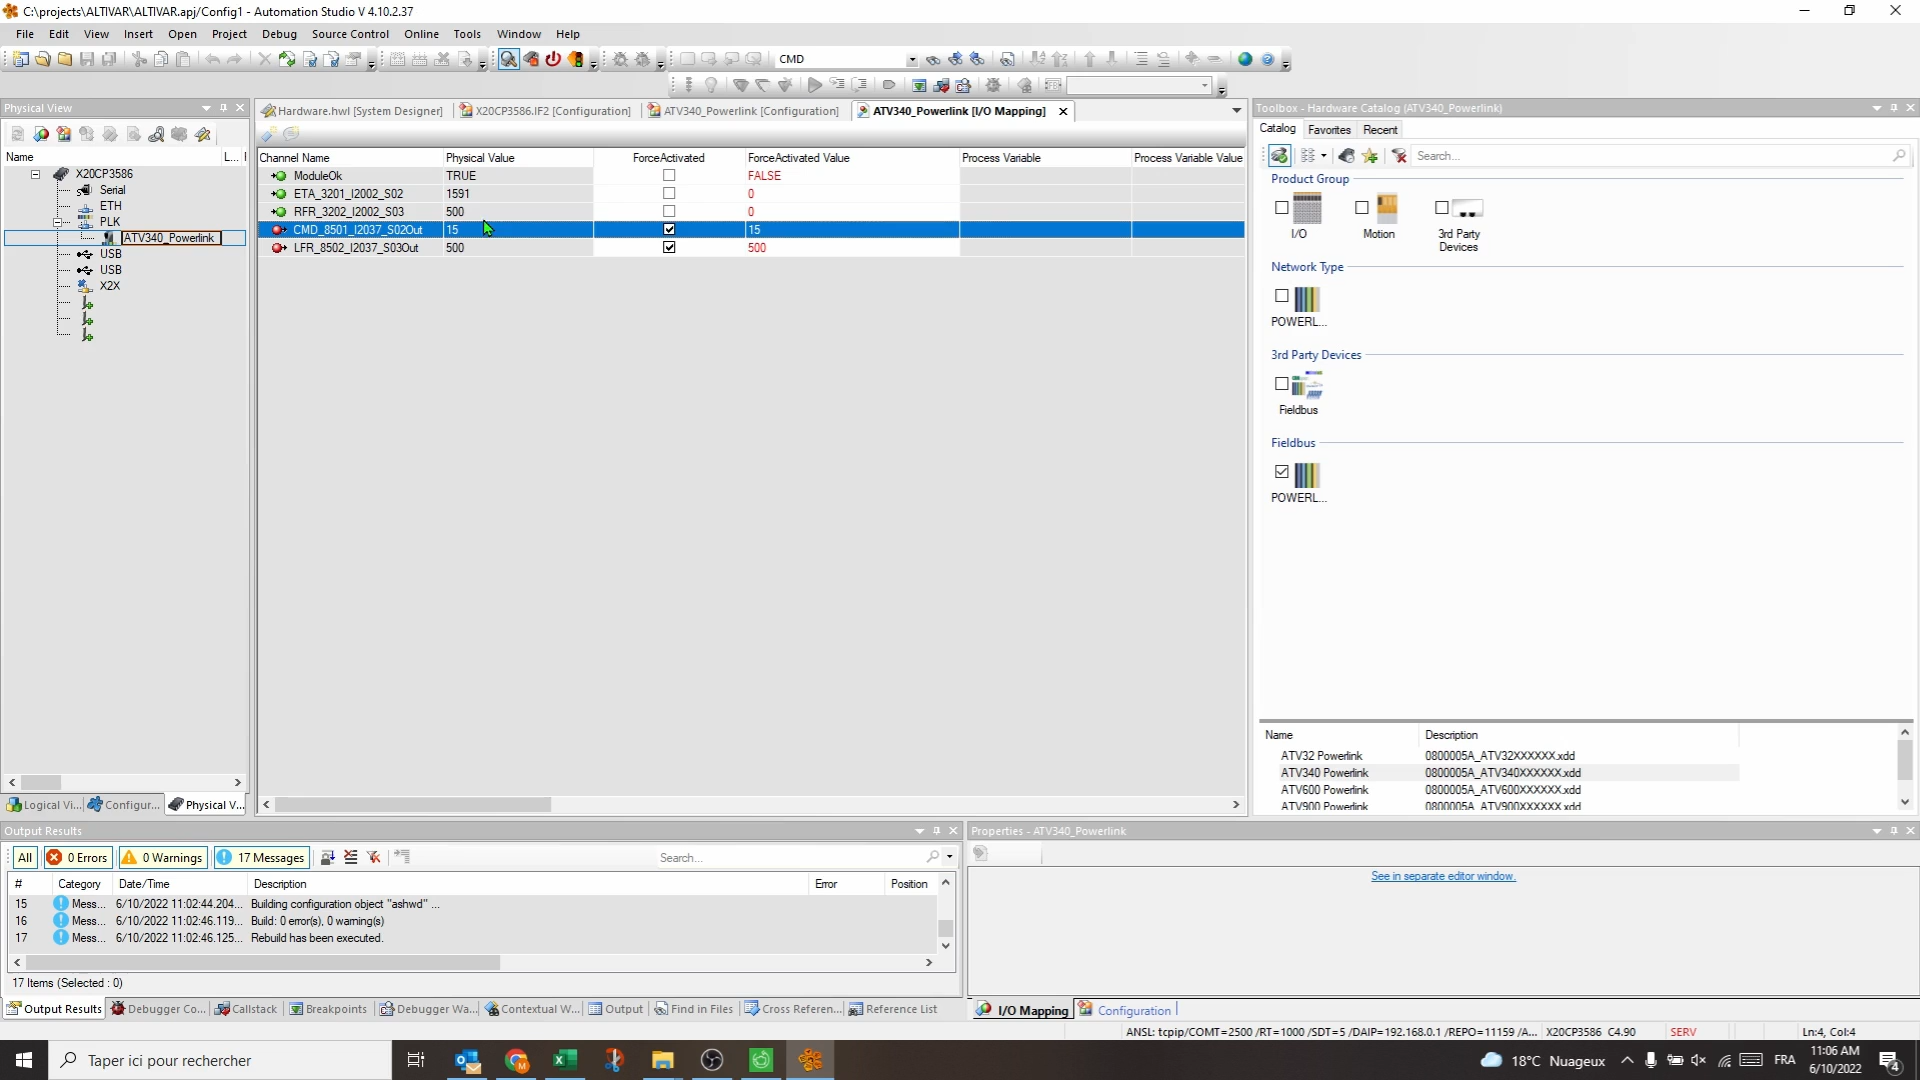 C:\projects\ALTIVAR\ALTIVAR.apj/Config1 - Automation Studio V 4.10.2.37
File Edit View Insert Open Project Debug Source Control Online Tools Window Help
CMD
Physical View
Hardware.hwl [System Designer] X20CP3586.IF2 [Configuration] ATV340_Powerlink [Configuration] ATV340_Powerlink [I/O Mapping]
Toolbox - Hardware Catalog (ATV340_Powerlink)
Catalog Favorites Recent
Search...
Name L...
X20CP3586
Serial
ETH
PLK
ATV340_Powerlink
USB
USB
X2X
Channel Name Physical Value ForceActivated ForceActivated Value Process Variable Process Variable Value
ModuleOk TRUE FALSE
ETA_3201_I2002_S02 1591 0
RFR_3202_I2002_S03 500 0
CMD_8501_I2037_S02Out 15 15
LFR_8502_I2037_S03Out 500 500
Product Group
I/O Motion 3rd Party Devices
Network Type
POWERL...
3rd Party Devices
Fieldbus
Fieldbus
POWERL...
Name Description
ATV32 Powerlink 0800005A_ATV32XXXXXX.xdd
ATV340 Powerlink 0800005A_ATV340XXXXXX.xdd
ATV600 Powerlink 0800005A_ATV600XXXXXX.xdd
ATV900 Powerlink 0800005A_ATV900XXXXXX.xdd
Logical Vi... Configur... Physical V...
Output Results
All 0 Errors 0 Warnings 17 Messages Search...
# Category Date/Time Description Error Position
15 Mess... 6/10/2022 11:02:44.204... Building configuration object "ashwd" ...
16 Mess... 6/10/2022 11:02:46.119... Build: 0 error(s), 0 warning(s)
17 Mess... 6/10/2022 11:02:46.125... Rebuild has been executed.
17 Items (Selected : 0)
Output Results Debugger Co... Callstack Breakpoints Debugger Wa... Contextual W... Output Find in Files Cross Referen... Reference List
Properties - ATV340_Powerlink
See in separate editor window.
I/O Mapping Configuration
ANSL: tcpip/COMT=2500 /RT=1000 /SDT=5 /DAIP=192.168.0.1 /REPO=11159 /A... X20CP3586 C4.90 SERV Ln:4, Col:4
Taper ici pour rechercher
18°C Nuageux FRA 11:06 AM
6/10/2022
4